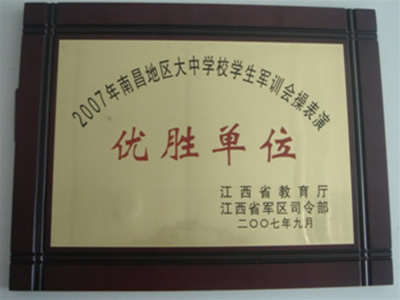 2007年南昌地区大中学校学生军训会操表演
优胜单位
江西省教育厅
江西省军区司令部
二〇〇七年九月